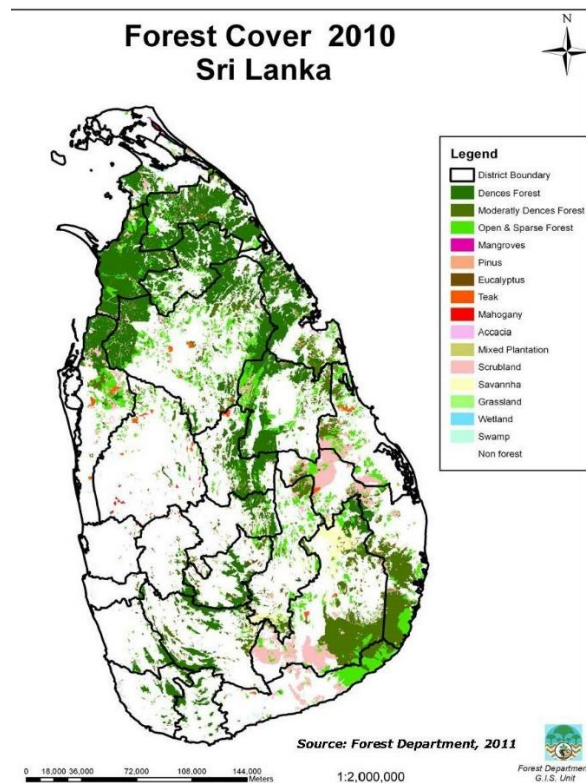 Forest Cover 2010
Sri Lanka
N
Legend
District Boundary
Dences Forest
Moderatly Dences Forest
Open & Sparse Forest
Mangroves
Pinus
Eucalyptus
Teak
Mahogany
Accacia
Mixed Plantation
Scrubland
Savannha
Grassland
Wetland
Swamp
Non forest
Source: Forest Department, 2011
0 18,000 36,000 72,000 108,000 144,000
Meters
1:2,000,000
Forest Department
G.I.S. Unit